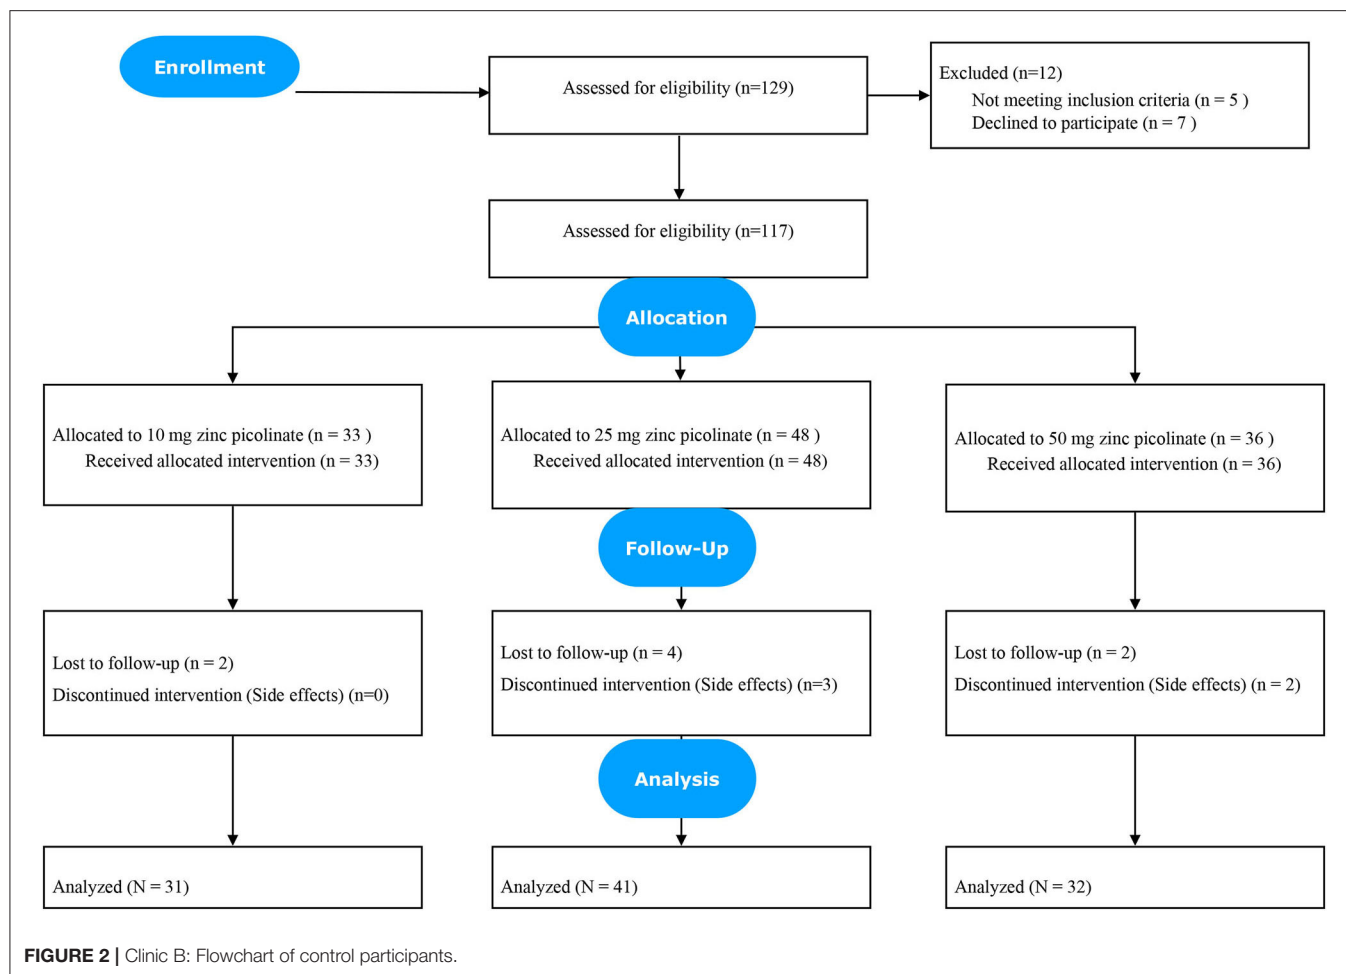 Enrollment
Assessed for eligibility (n=129)
Excluded (n=12)
Not meeting inclusion criteria (n = 5 )
Declined to participate (n = 7 )
Assessed for eligibility (n=117)
Allocation
Allocated to 10 mg zinc picolinate (n = 33 )
Received allocated intervention (n = 33)
Allocated to 25 mg zinc picolinate (n = 48 )
Received allocated intervention (n = 48)
Allocated to 50 mg zinc picolinate (n = 36 )
Received allocated intervention (n = 36)
Follow-Up
Lost to follow-up (n = 2)
Discontinued intervention (Side effects) (n=0)
Lost to follow-up (n = 4)
Discontinued intervention (Side effects) (n=3)
Lost to follow-up (n = 2)
Discontinued intervention (Side effects) (n = 2)
Analysis
Analyzed (N = 31)
Analyzed (N = 41)
Analyzed (N = 32)
FIGURE 2 | Clinic B: Flowchart of control participants.